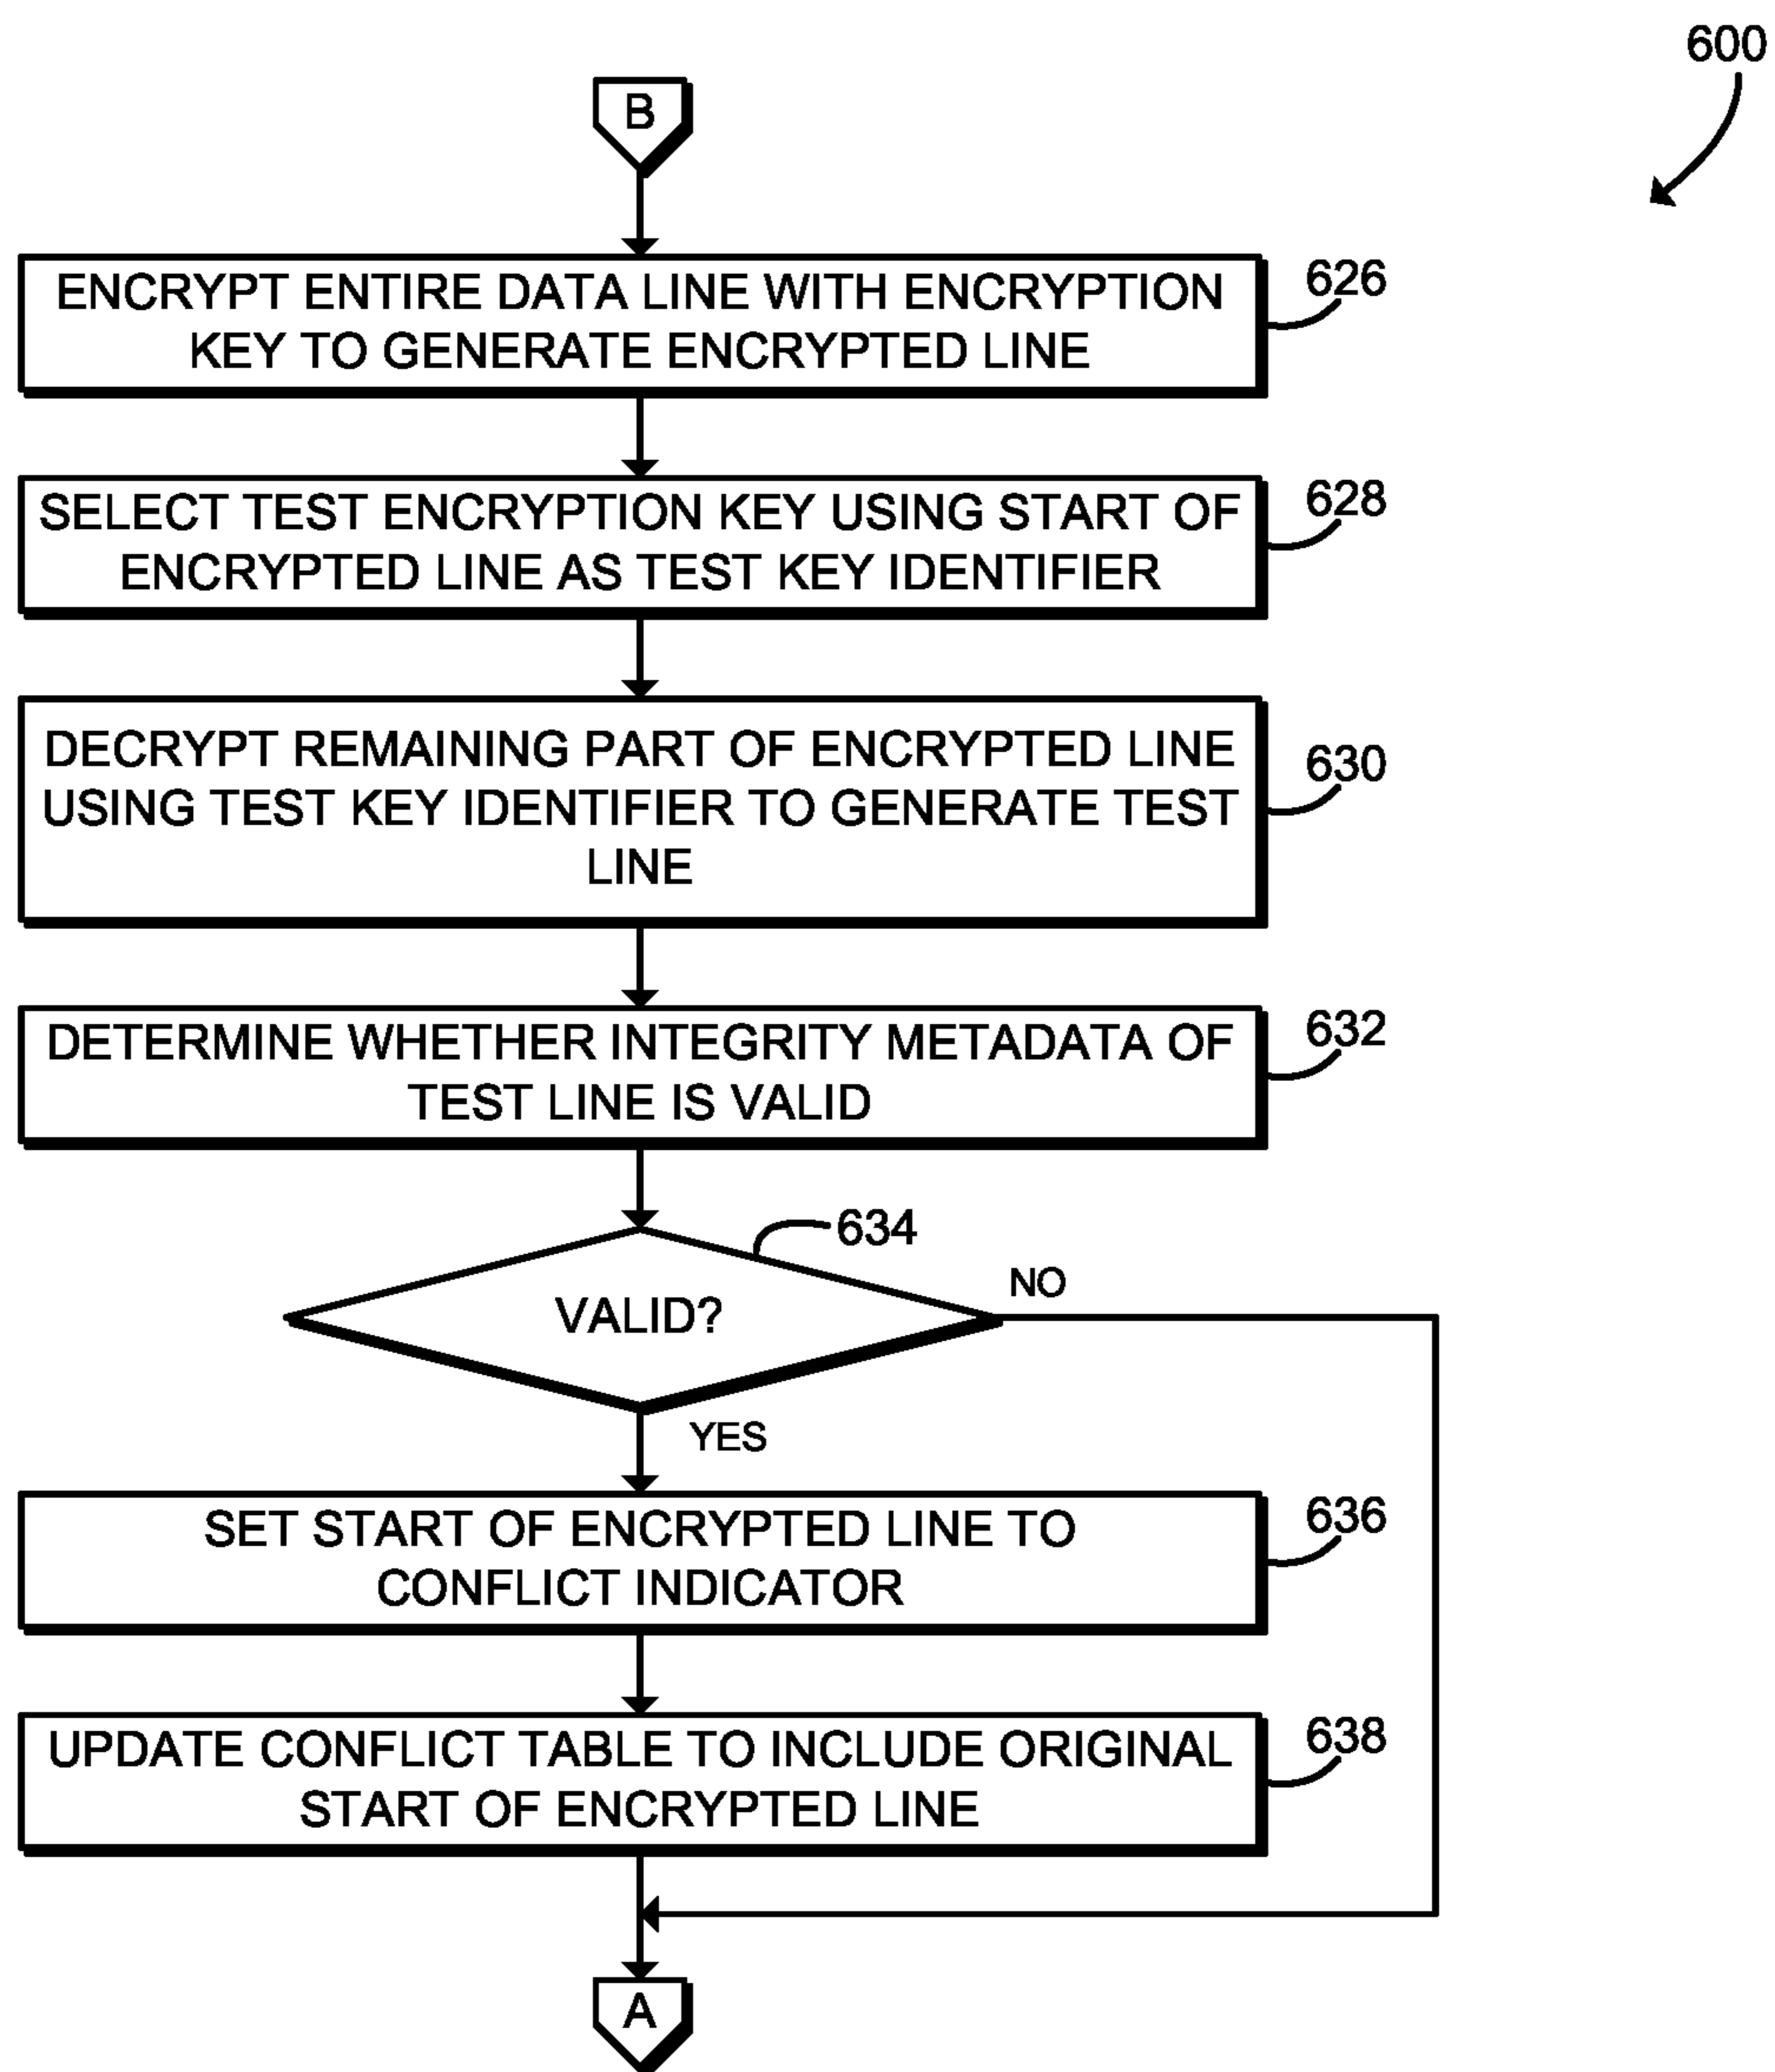 600
B
ENCRYPT ENTIRE DATA LINE WITH ENCRYPTION
KEY TO GENERATE ENCRYPTED LINE
626
SELECT TEST ENCRYPTION KEY USING START OF
ENCRYPTED LINE AS TEST KEY IDENTIFIER
628
DECRYPT REMAINING PART OF ENCRYPTED LINE
USING TEST KEY IDENTIFIER TO GENERATE TEST
LINE
630
DETERMINE WHETHER INTEGRITY METADATA OF
TEST LINE IS VALID
632
634
VALID?
NO
YES
SET START OF ENCRYPTED LINE TO
CONFLICT INDICATOR
636
UPDATE CONFLICT TABLE TO INCLUDE ORIGINAL
START OF ENCRYPTED LINE
638
A